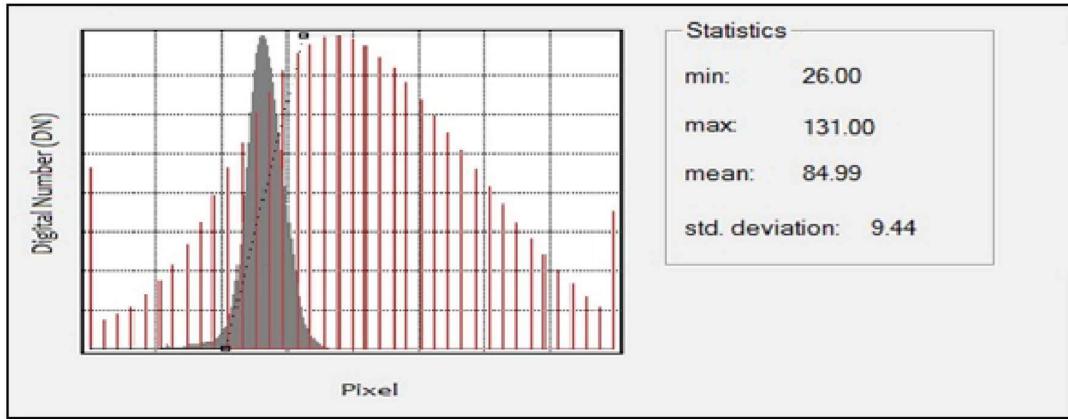 Digital Number (DN)
Pixel
Statistics
min: 26.00
max: 131.00
mean: 84.99
std. deviation: 9.44